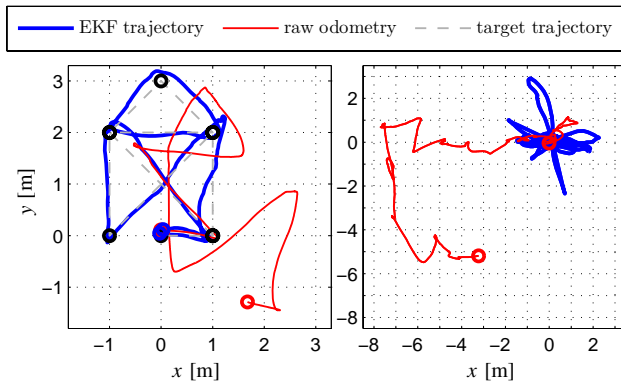 EKF trajectory raw odometry target trajectory
3
2
1
0
−1
y [m]
−1 0 1 2 3
x [m]
2
0
−2
−4
−6
−8
−8 −6 −4 −2 0 2
x [m]